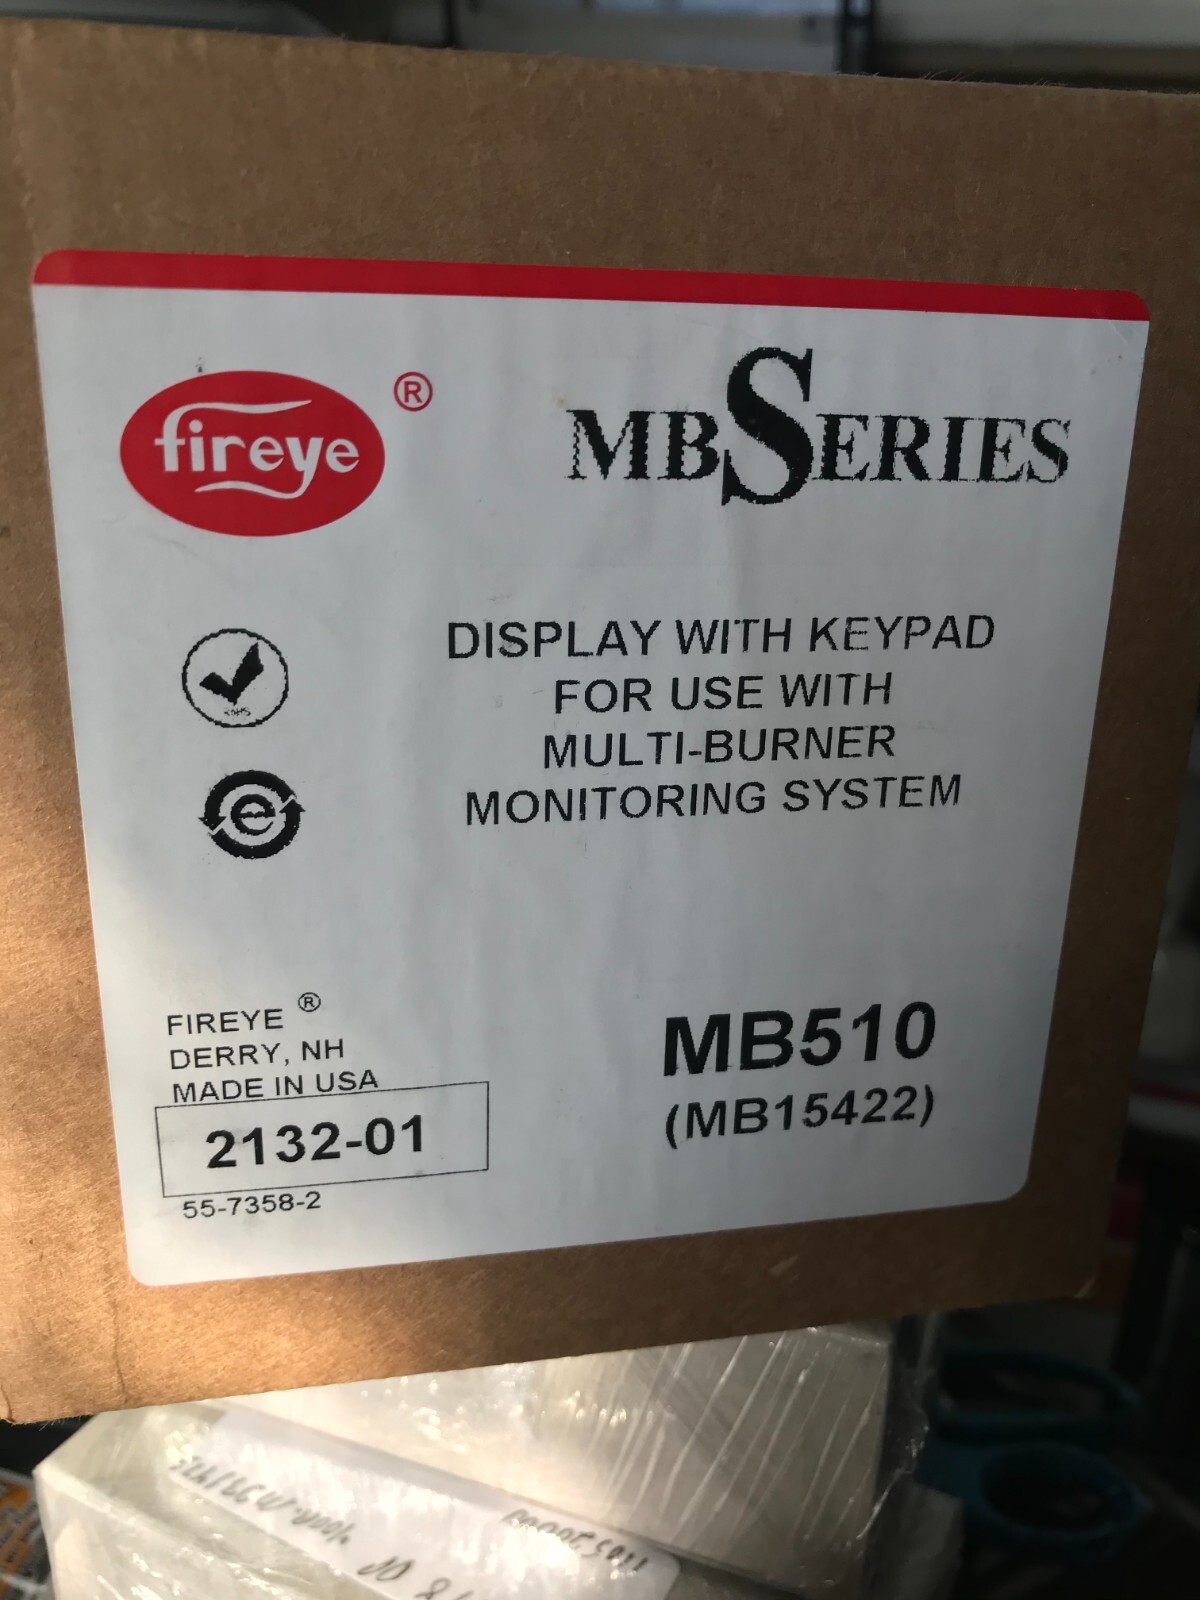 fireye ®
MBSERIES
DISPLAY WITH KEYPAD
FOR USE WITH
MULTI-BURNER
MONITORING SYSTEM
e
FIREYE ®
DERRY, NH
MADE IN USA
2132-01
55-7358-2
MB510
(MB15422)